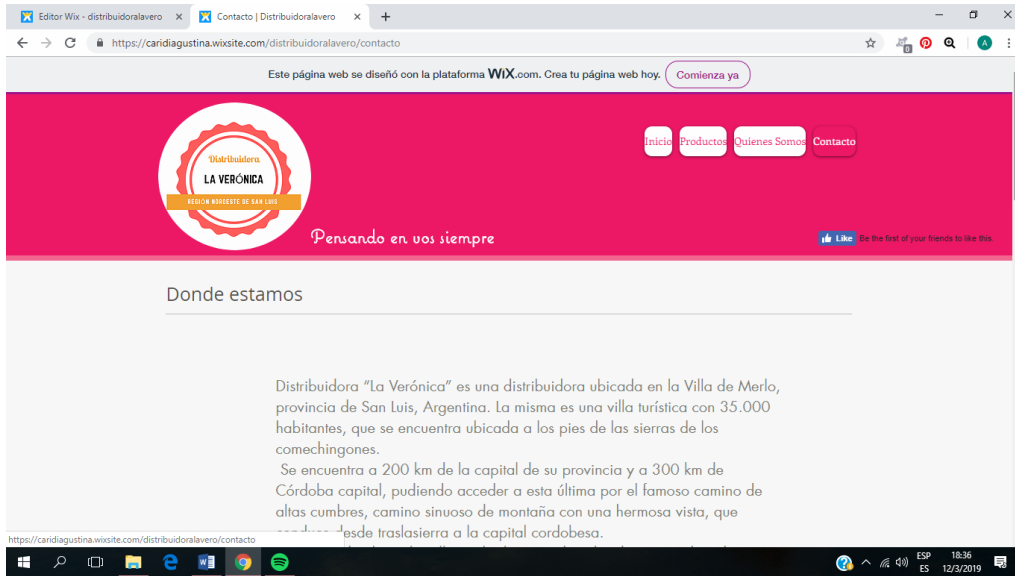 Editor Wix - distribuidoralavero
Contacto | Distribuidoralavero
https://caridiagustina.wixsite.com/distribuidoralavero/contacto
0
A
Este página web se diseñó con la plataforma WiX.com. Crea tu página web hoy. Comienza ya
Distribuidora
LA VERÓNICA
REGIÓN NOROESTE DE SAN LUIS
Inicio Productos Quienes Somos Contacto
Pensando en vos siempre
Like Be the first of your friends to like this.
Donde estamos
Distribuidora “La Verónica” es una distribuidora ubicada en la Villa de Merlo,
provincia de San Luis, Argentina. La misma es una villa turística con 35.000
habitantes, que se encuentra ubicada a los pies de las sierras de los
comechingones.
Se encuentra a 200 km de la capital de su provincia y a 300 km de
Córdoba capital, pudiendo acceder a esta última por el famoso camino de
altas cumbres, camino sinuoso de montaña con una hermosa vista, que
conduce desde traslasierra a la capital cordobesa.
https://caridiagustina.wixsite.com/distribuidoralavero/contacto
ESP 18:36
ES 12/3/2019